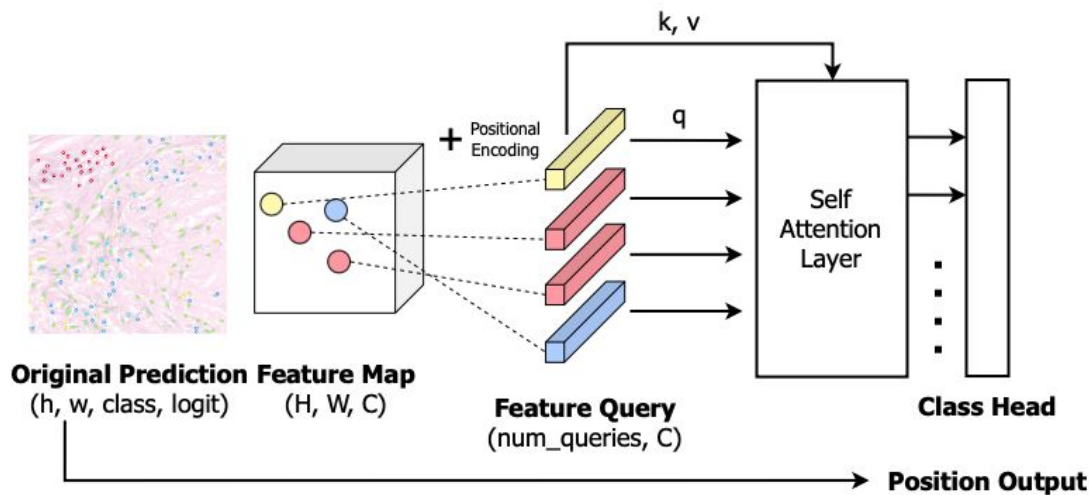 k, v
+ Positional
Encoding
q
Self
Attention
Layer
Original Prediction
(h, w, class, logit)
Feature Map
(H, W, C)
Feature Query
(num_queries, C)
Class Head
Position Output